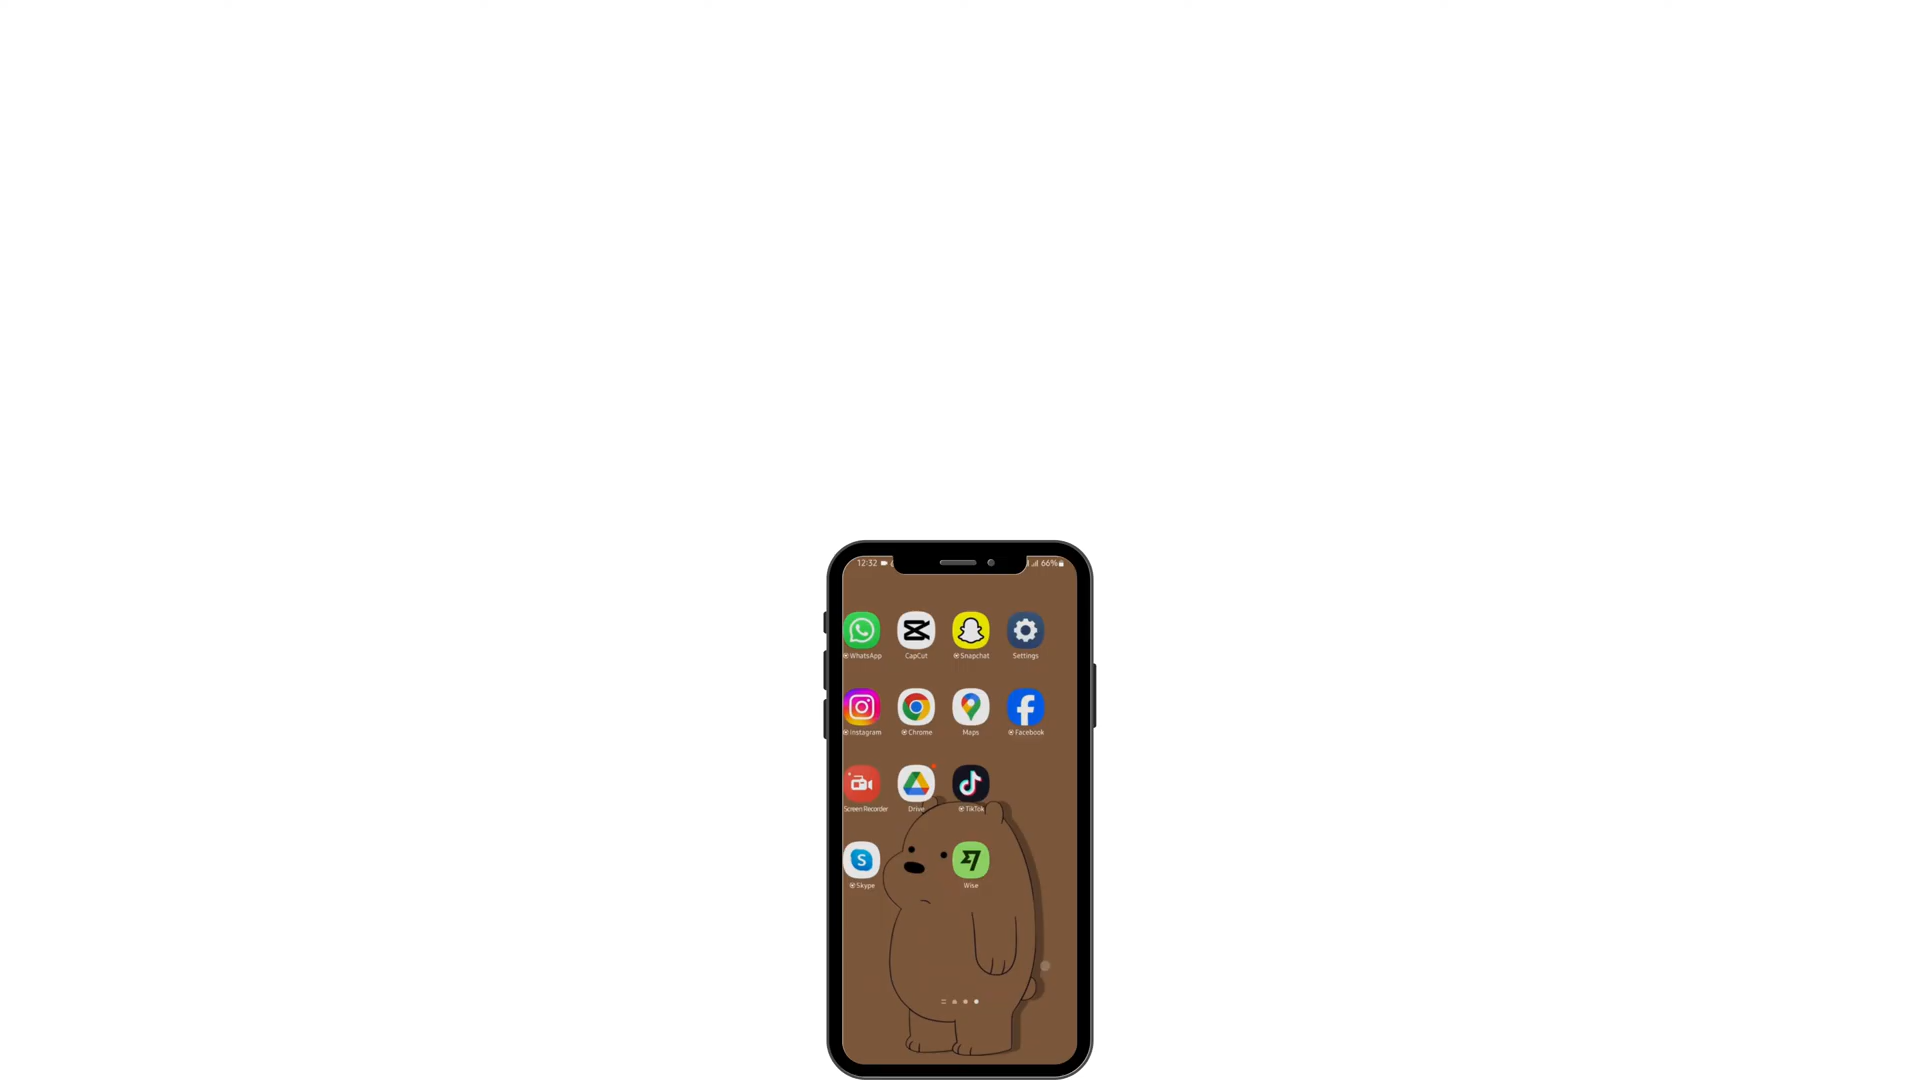 12:32 66%
WhatsApp CapCut Snapchat Settings
Instagram Chrome Maps Facebook
Screen Recorder Drive TikTok
Skype Wise